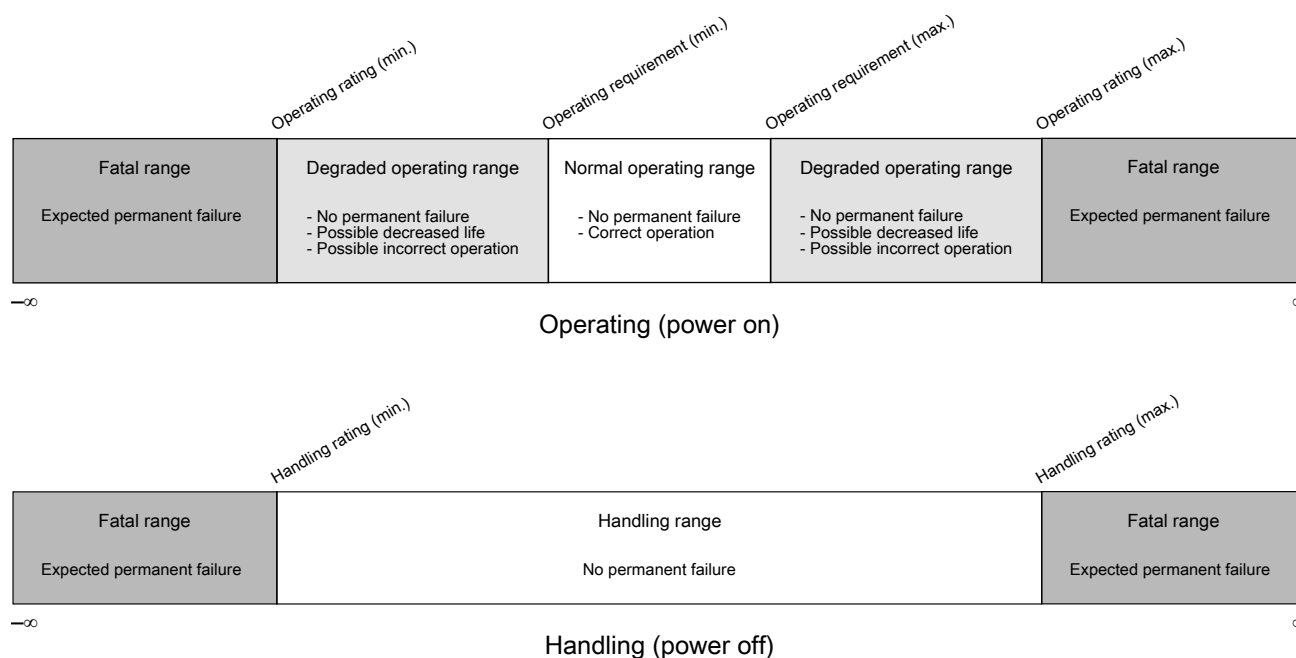 Operating rating (min.)
Operating requirement (min.)
Operating requirement (max.)
Operating rating (max.)
Fatal range
Expected permanent failure
Degraded operating range
- No permanent failure
- Possible decreased life
- Possible incorrect operation
Normal operating range
- No permanent failure
- Correct operation
Degraded operating range
- No permanent failure
- Possible decreased life
- Possible incorrect operation
Fatal range
Expected permanent failure
–∞
Operating (power on)
Handling rating (min.)
Handling rating (max.)
Fatal range
Expected permanent failure
Handling range
No permanent failure
Fatal range
Expected permanent failure
–∞
Handling (power off)